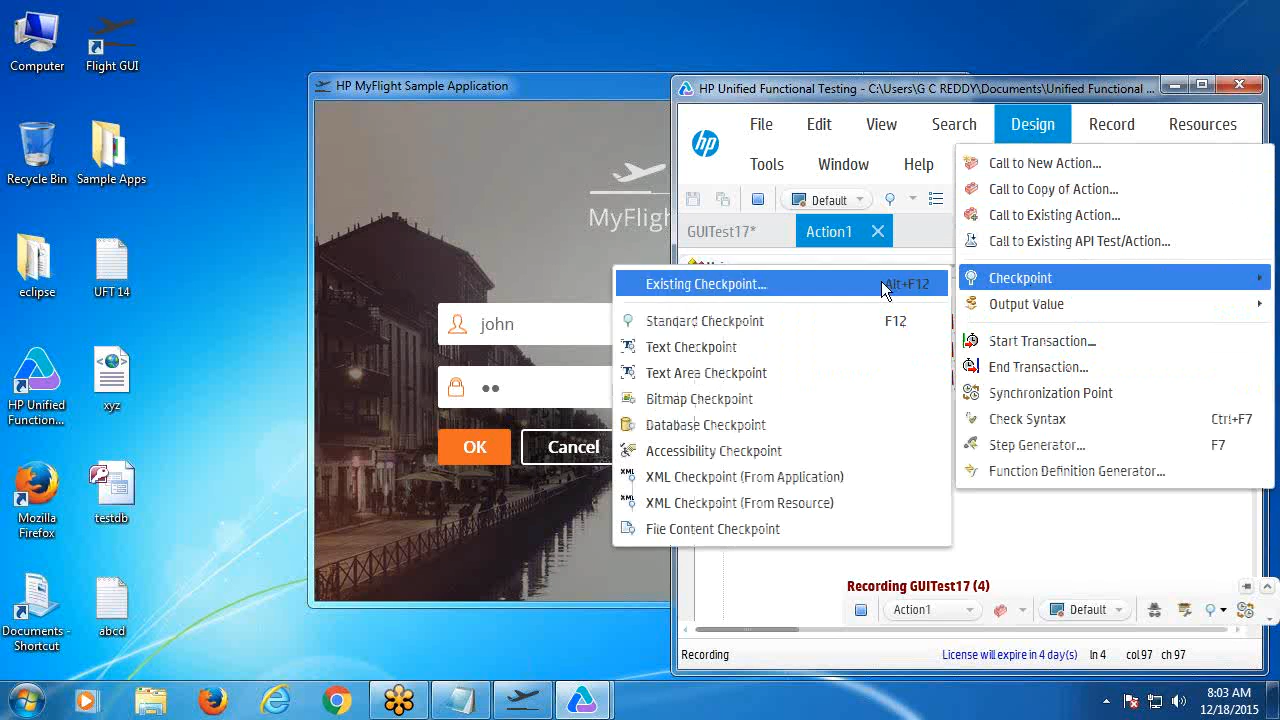 Computer
Flight GUI
Recycle Bin
Sample Apps
eclipse
UFT 14
HP Unified
Function...
xyz
Mozilla
Firefox
testdb
Documents -
Shortcut
abcd
HP MyFlight Sample Application
MyFligh
john
OK
Cancel
HP Unified Functional Testing - C:\Users\G C REDDY\Documents\Unified Functional ...
hp
File
Edit
View
Search
Design
Record
Resources
Tools
Window
Help
Default
GUITest17*
Action1
Call to New Action...
Call to Copy of Action...
Call to Existing Action...
Call to Existing API Test/Action...
Checkpoint
Output Value
Start Transaction...
End Transaction...
Synchronization Point
Check Syntax Ctrl+F7
Step Generator... F7
Function Definition Generator...
Existing Checkpoint... Alt+F12
Standard Checkpoint F12
Text Checkpoint
Text Area Checkpoint
Bitmap Checkpoint
Database Checkpoint
Accessibility Checkpoint
XML Checkpoint (From Application)
XML Checkpoint (From Resource)
File Content Checkpoint
Recording GUITest17 (4)
Action1
Default
Recording
License will expire in 4 day(s)
ln 4
col 97
ch 97
8:03 AM
12/18/2015